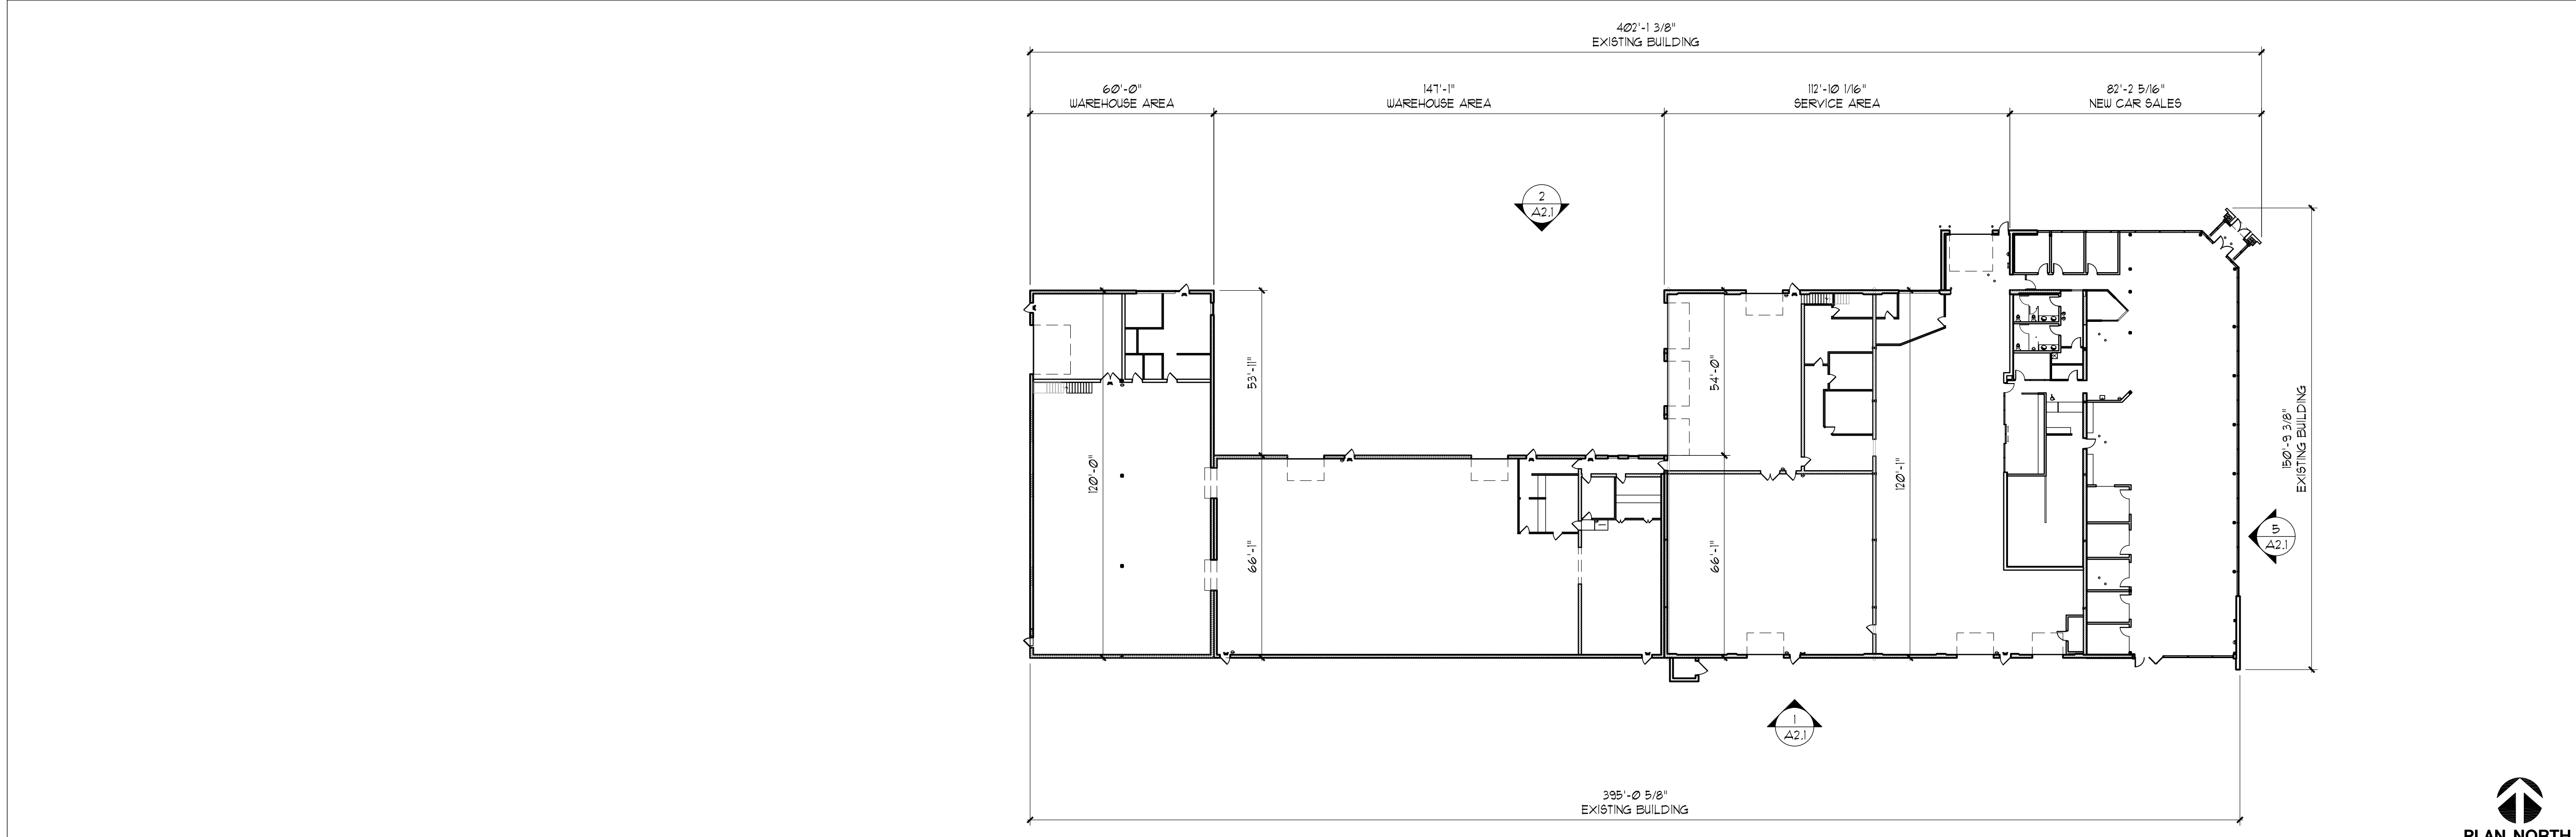 402'-1 3/8"
EXISTING BUILDING
60'-0"
WAREHOUSE AREA
147'-1"
WAREHOUSE AREA
112'-10 1/16"
SERVICE AREA
82'-2 5/16"
NEW CAR SALES
2
A2.1
53'-11"
54'-0"
120'-0"
120'-1"
150'-9 3/8"
EXISTING BUILDING
66'-1"
66'-1"
5
A2.1
1
A2.1
395'-0 5/8"
EXISTING BUILDING
PLAN NORTH